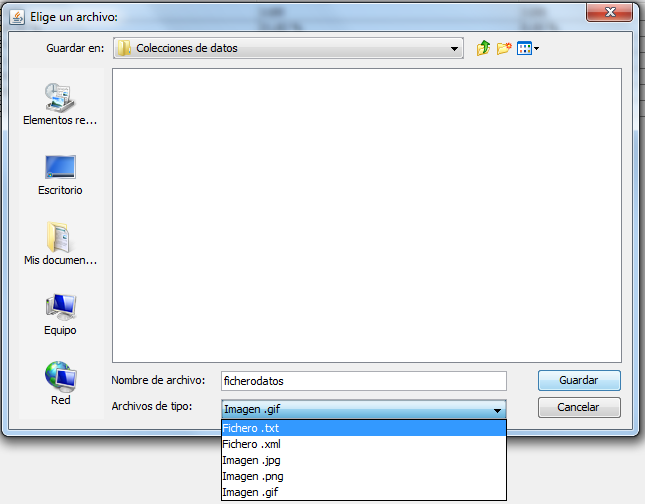 Elige un archivo:
Guardar en: Colecciones de datos
Elementos re...
Escritorio
Mis documen...
Equipo
Red
Nombre de archivo: ficherodatos Guardar
Archivos de tipo: Imagen .gif Cancelar
Fichero .txt
Fichero .xml
Imagen .jpg
Imagen .png
Imagen .gif